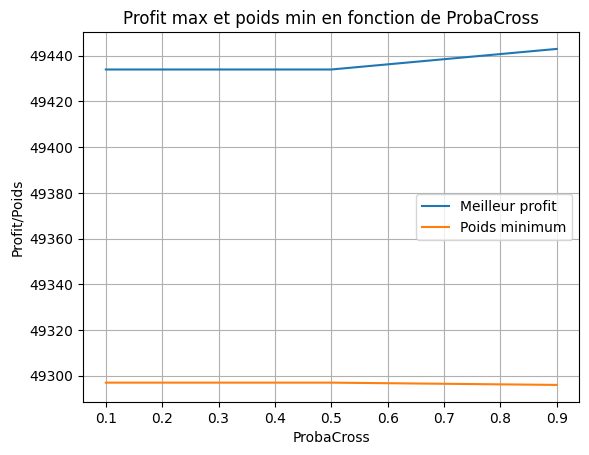 Profit max et poids min en fonction de ProbaCross
49440
49420
49400
49380
49360
49340
49320
49300
Profit/Poids
Meilleur profit
Poids minimum
0.1 0.2 0.3 0.4 0.5 0.6 0.7 0.8 0.9
ProbaCross